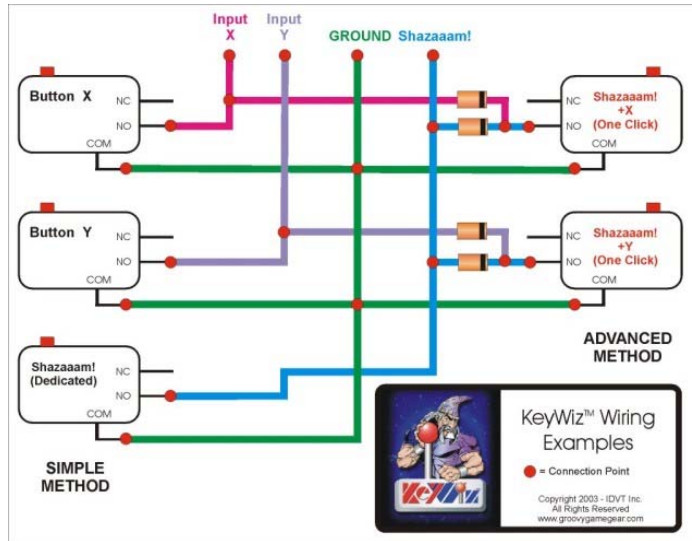 Input
X
Input
Y
GROUND
Shazaaam!
Button X
NC
NO
COM
NC
NO
COM
Shazaaam!
+X
(One Click)
Button Y
NC
NO
COM
NC
NO
COM
Shazaaam!
+Y
(One Click)
Shazaaam!
(Dedicated)
NC
NO
COM
SIMPLE
METHOD
ADVANCED
METHOD
KeyWiz
KeyWiz™ Wiring
Examples
= Connection Point
Copyright 2003 - IDVT Inc.
All Rights Reserved
www.groovygamegear.com